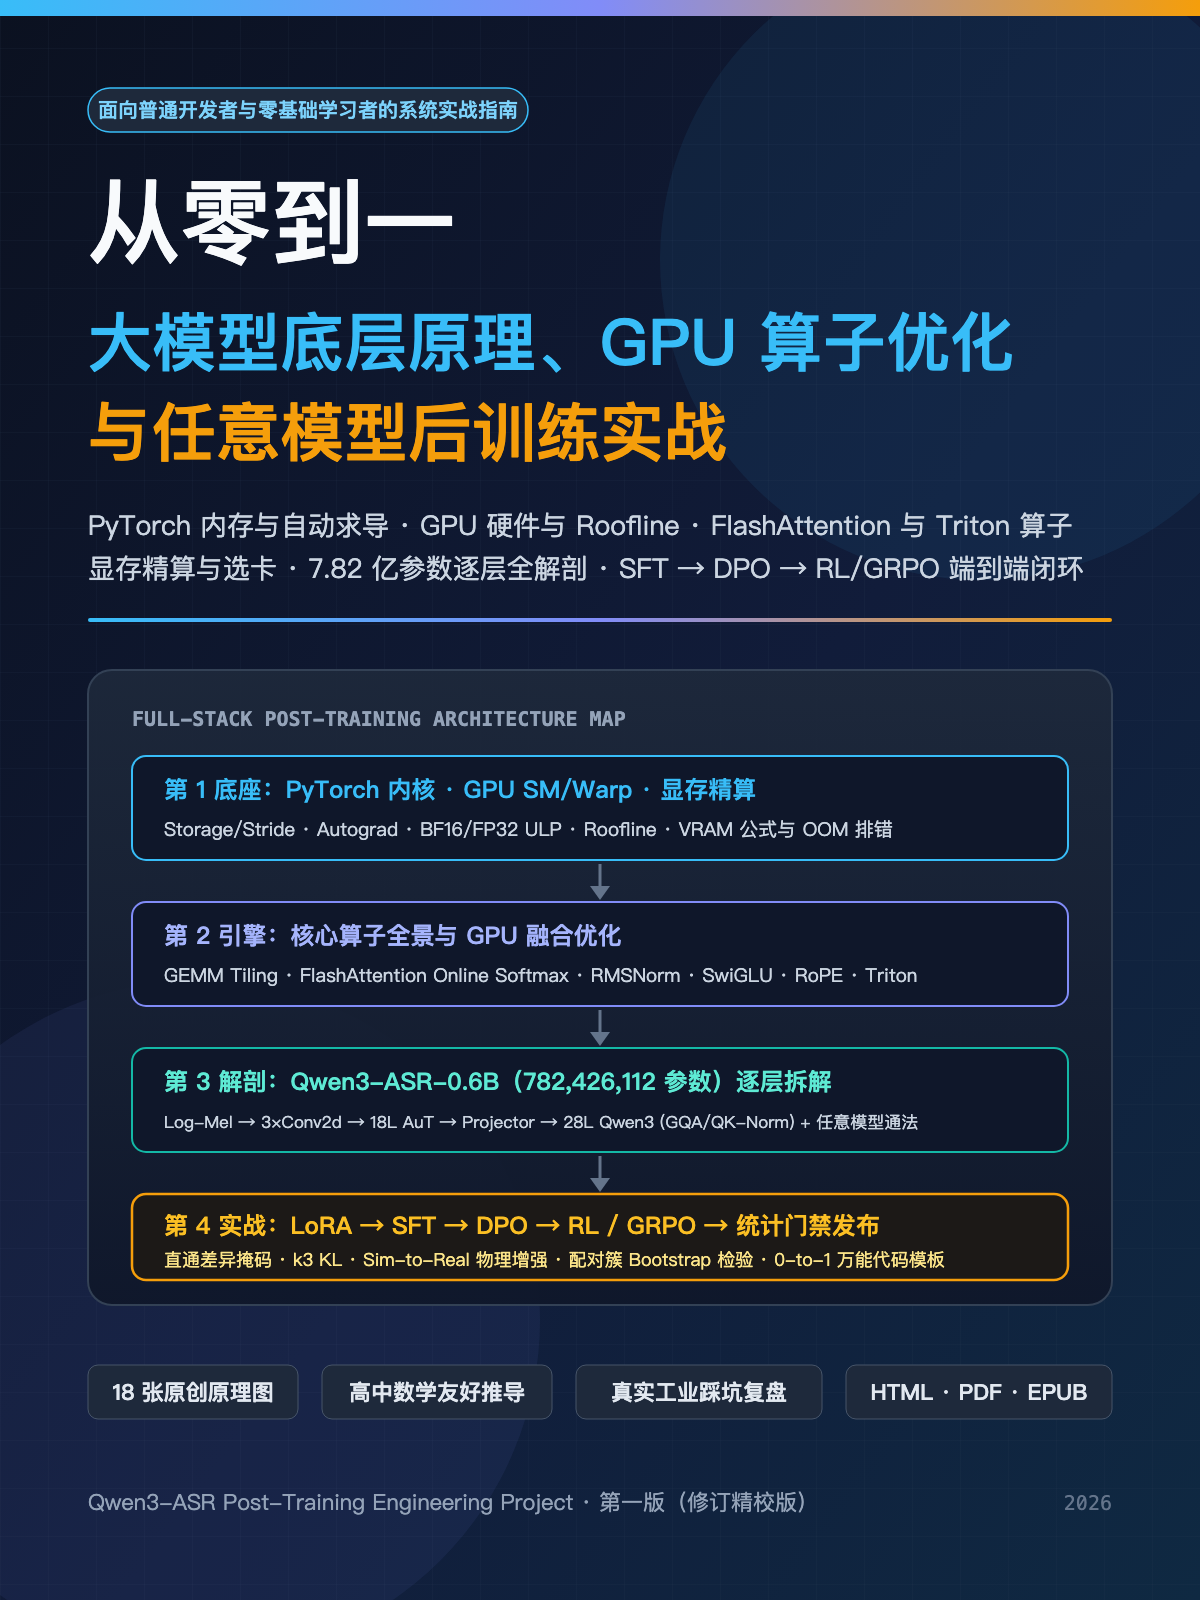 面向普通开发者与零基础学习者的系统实战指南
从零到一
大模型底层原理、GPU 算子优化
与任意模型后训练实战
PyTorch 内存与自动求导 · GPU 硬件与 Roofline · FlashAttention 与 Triton 算子
显存精算与选卡 · 7.82 亿参数逐层全解剖 · SFT → DPO → RL/GRPO 端到端闭环
FULL-STACK POST-TRAINING ARCHITECTURE MAP
第 1 底座：PyTorch 内核 · GPU SM/Warp · 显存精算
Storage/Stride · Autograd · BF16/FP32 ULP · Roofline · VRAM 公式与 OOM 排错
第 2 引擎：核心算子全景与 GPU 融合优化
GEMM Tiling · FlashAttention Online Softmax · RMSNorm · SwiGLU · RoPE · Triton
第 3 解剖：Qwen3-ASR-0.6B（782,426,112 参数）逐层拆解
Log-Mel → 3×Conv2d → 18L AuT → Projector → 28L Qwen3 (GQA/QK-Norm) + 任意模型通法
第 4 实战：LoRA → SFT → DPO → RL / GRPO → 统计门禁发布
直通差异掩码 · k3 KL · Sim-to-Real 物理增强 · 配对簇 Bootstrap 检验 · 0-to-1 万能代码模板
18 张原创原理图
高中数学友好推导
真实工业踩坑复盘
HTML · PDF · EPUB
Qwen3-ASR Post-Training Engineering Project · 第一版（修订精校版）
2026